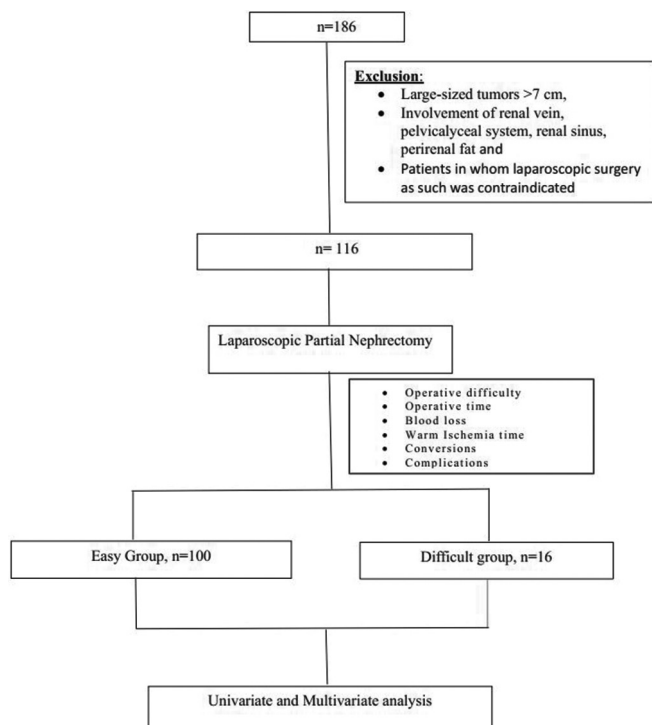 n=186
Exclusion:
• Large-sized tumors >7 cm,
• Involvement of renal vein,
pelvicalyceal system, renal sinus,
perirenal fat and
• Patients in whom laparoscopic surgery
as such was contraindicated
n= 116
Laparoscopic Partial Nephrectomy
• Operative difficulty
• Operative time
• Blood loss
• Warm Ischemia time
• Conversions
• Complications
Easy Group, n=100
Difficult group, n=16
Univariate and Multivariate analysis